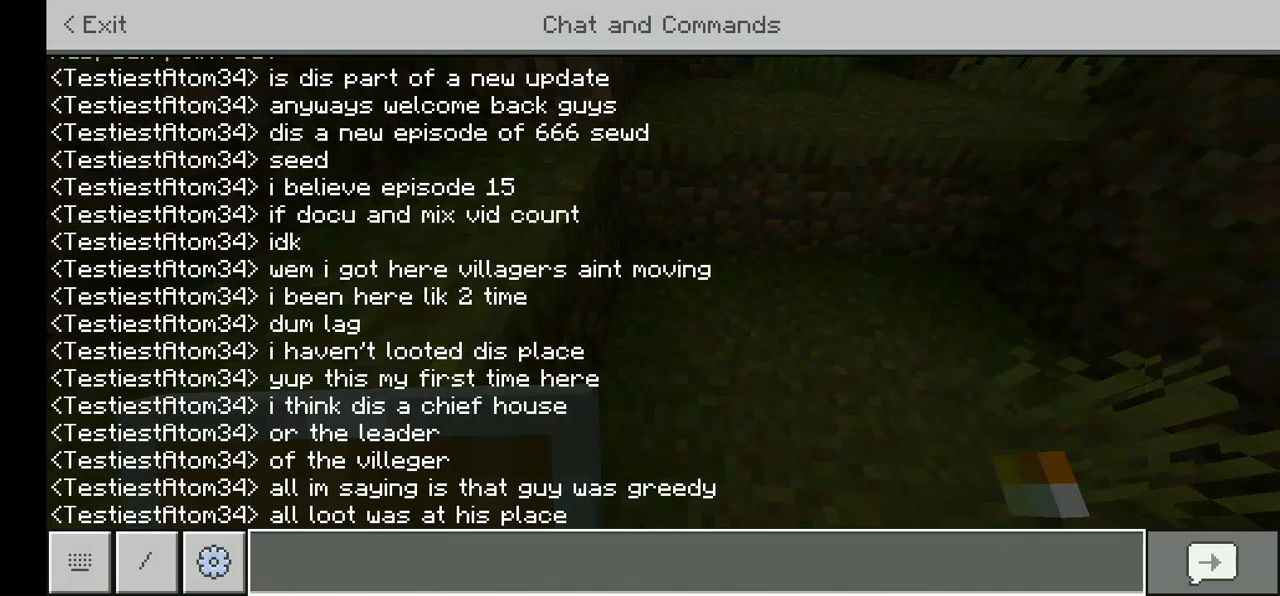 < Exit
Chat and Commands
<TestiestAtom34> is dis part of a new update
<TestiestAtom34> anyways welcome back guys
<TestiestAtom34> dis a new episode of 666 sewd
<TestiestAtom34> seed
<TestiestAtom34> i believe episode 15
<TestiestAtom34> if docu and mix vid count
<TestiestAtom34> idk
<TestiestAtom34> wem i got here villagers aint moving
<TestiestAtom34> i been here lik 2 time
<TestiestAtom34> dum lag
<TestiestAtom34> i haven't looted dis place
<TestiestAtom34> yup this my first time here
<TestiestAtom34> i think dis a chief house
<TestiestAtom34> or the leader
<TestiestAtom34> of the villeger
<TestiestAtom34> all im saying is that guy was greedy
<TestiestAtom34> all loot was at his place
/